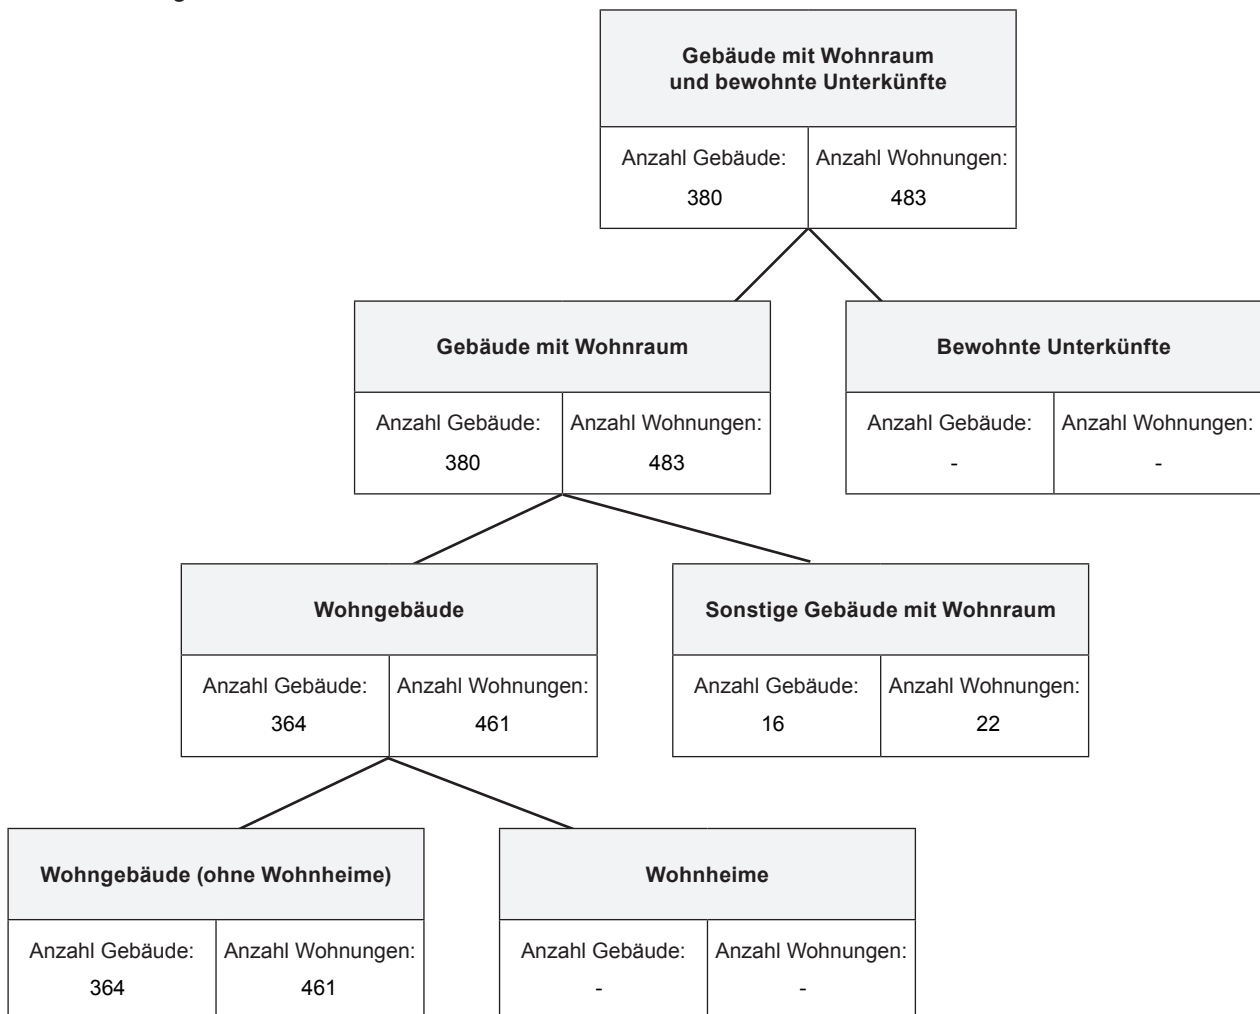 Gebäude mit Wohnraum
und bewohnte Unterkünfte
Anzahl Gebäude: Anzahl Wohnungen:
380 483
Gebäude mit Wohnraum Bewohnte Unterkünfte
Anzahl Gebäude: Anzahl Wohnungen: Anzahl Gebäude: Anzahl Wohnungen:
380 483 - -
Wohngebäude Sonstige Gebäude mit Wohnraum
Anzahl Gebäude: Anzahl Wohnungen: Anzahl Gebäude: Anzahl Wohnungen:
364 461 16 22
Wohngebäude (ohne Wohnheime) Wohnheime
Anzahl Gebäude: Anzahl Wohnungen: Anzahl Gebäude: Anzahl Wohnungen:
364 461 - -